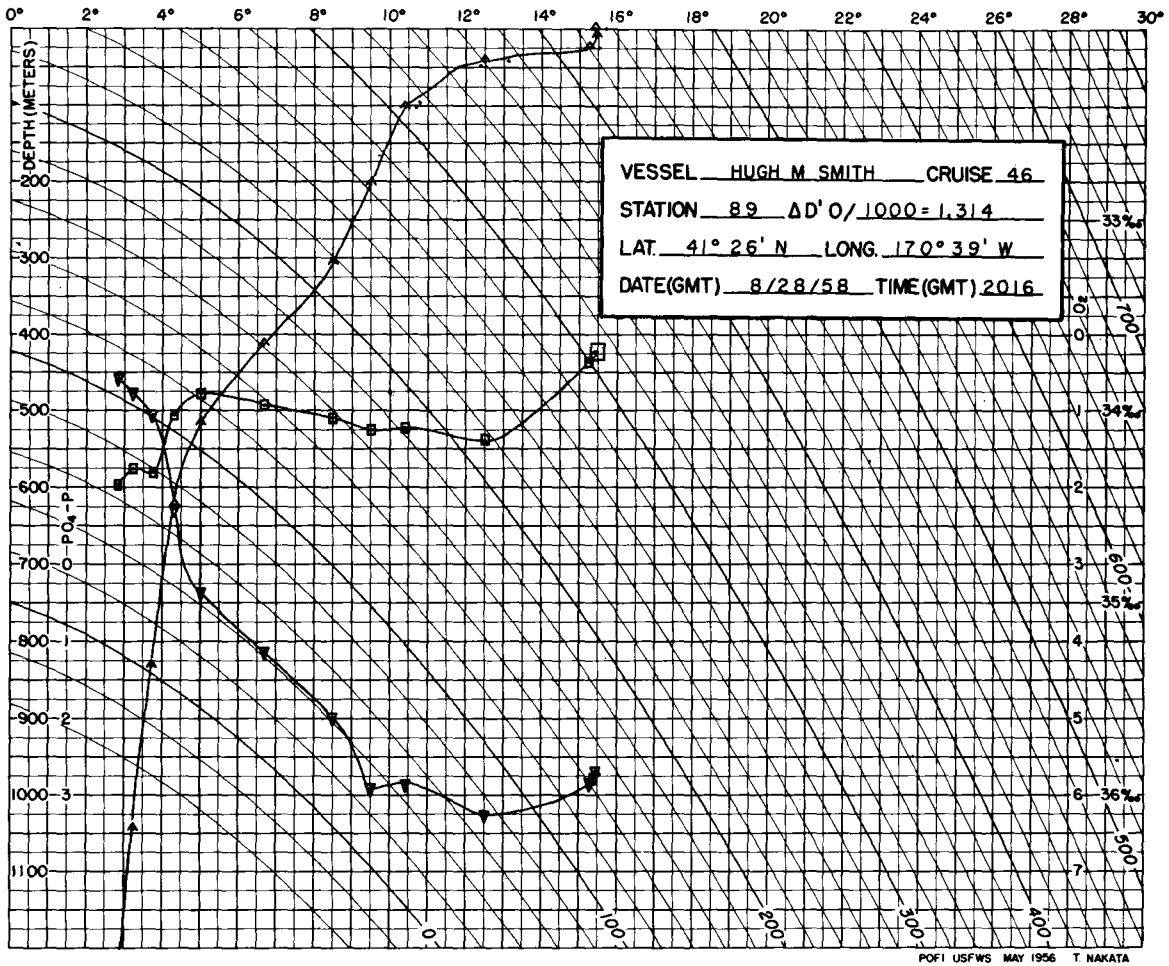 0° 2° 4° 6° 8° 10° 12° 14° 16° 18° 20° 22° 24° 26° 28° 30°
DEPTH (METERS)
200
300
400
500
600
700
800
900
1000
1100
PO4-P
0
1
2
3
VESSEL HUGH M SMITH CRUISE 46
STATION 89 ΔD'0/1000 = 1.314
LAT. 41° 26' N LONG. 170° 39' W
DATE(GMT) 8/28/58 TIME(GMT) 2016
O2
0
1
2
3
4
5
6
7
33‰
34‰
35‰
36‰
700
600
500
0 100 200 300 400
POFI USFWS MAY 1956 T. NAKATA